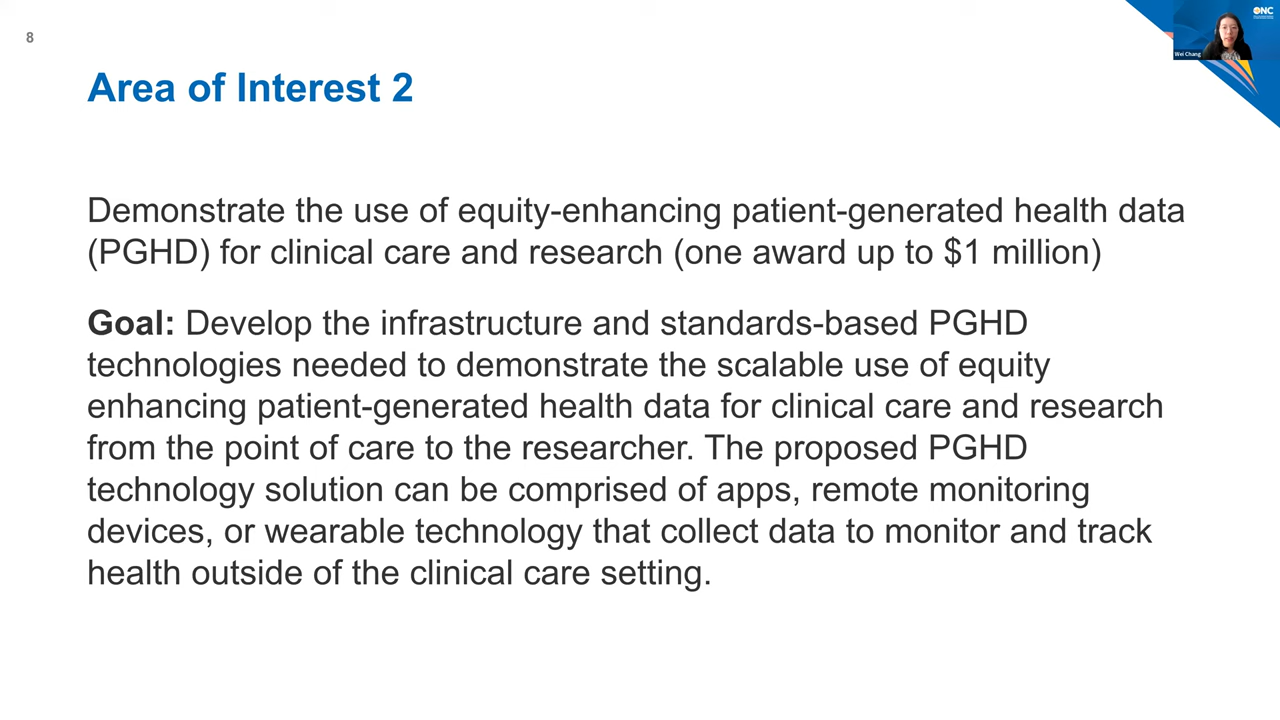 8
ONC
Wei Chang
Area of Interest 2
Demonstrate the use of equity-enhancing patient-generated health data
(PGHD) for clinical care and research (one award up to $1 million)
Goal: Develop the infrastructure and standards-based PGHD
technologies needed to demonstrate the scalable use of equity
enhancing patient-generated health data for clinical care and research
from the point of care to the researcher. The proposed PGHD
technology solution can be comprised of apps, remote monitoring
devices, or wearable technology that collect data to monitor and track
health outside of the clinical care setting.